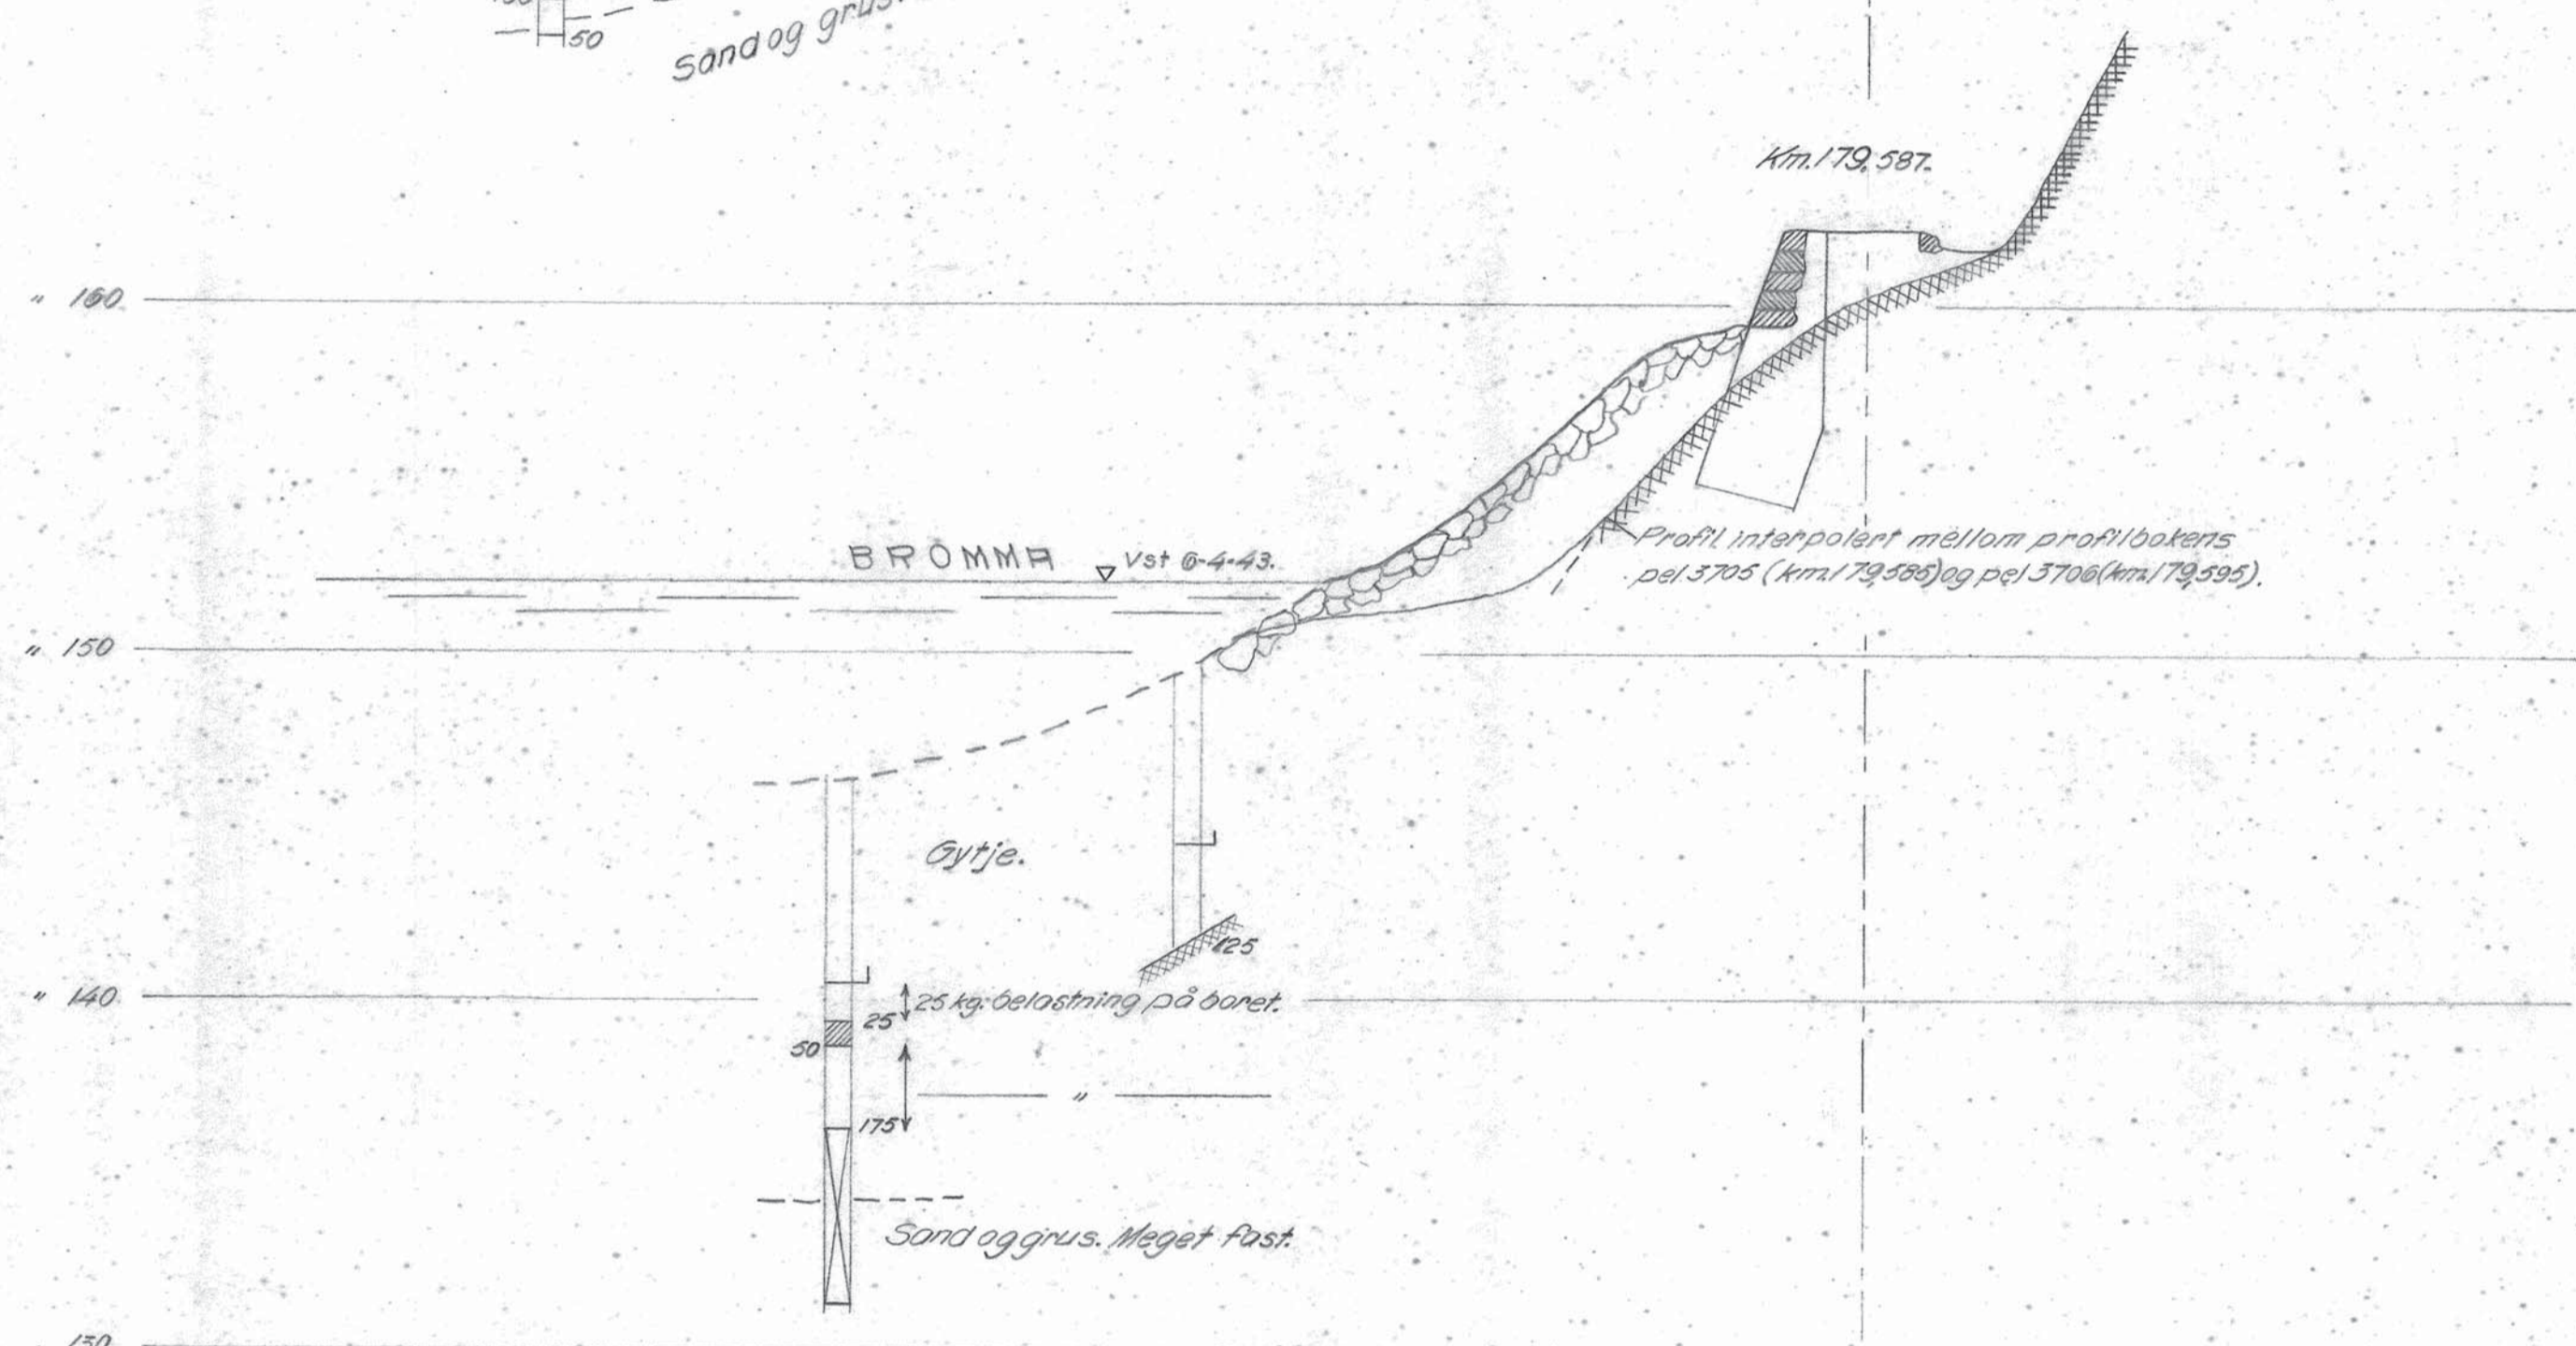 50
Sand og grus.
Km. 179,587.
" 160
BROMMA Vst 6-4-43.
Profil interpolert mellom profilbokens
pel 3705 (km. 179,585) og pel 3706 (km. 179,595).
" 150
Gytje.
125
" 140
25 kg. belastning på boret.
25
50
"
175
Sand og grus. Meget fast.
130